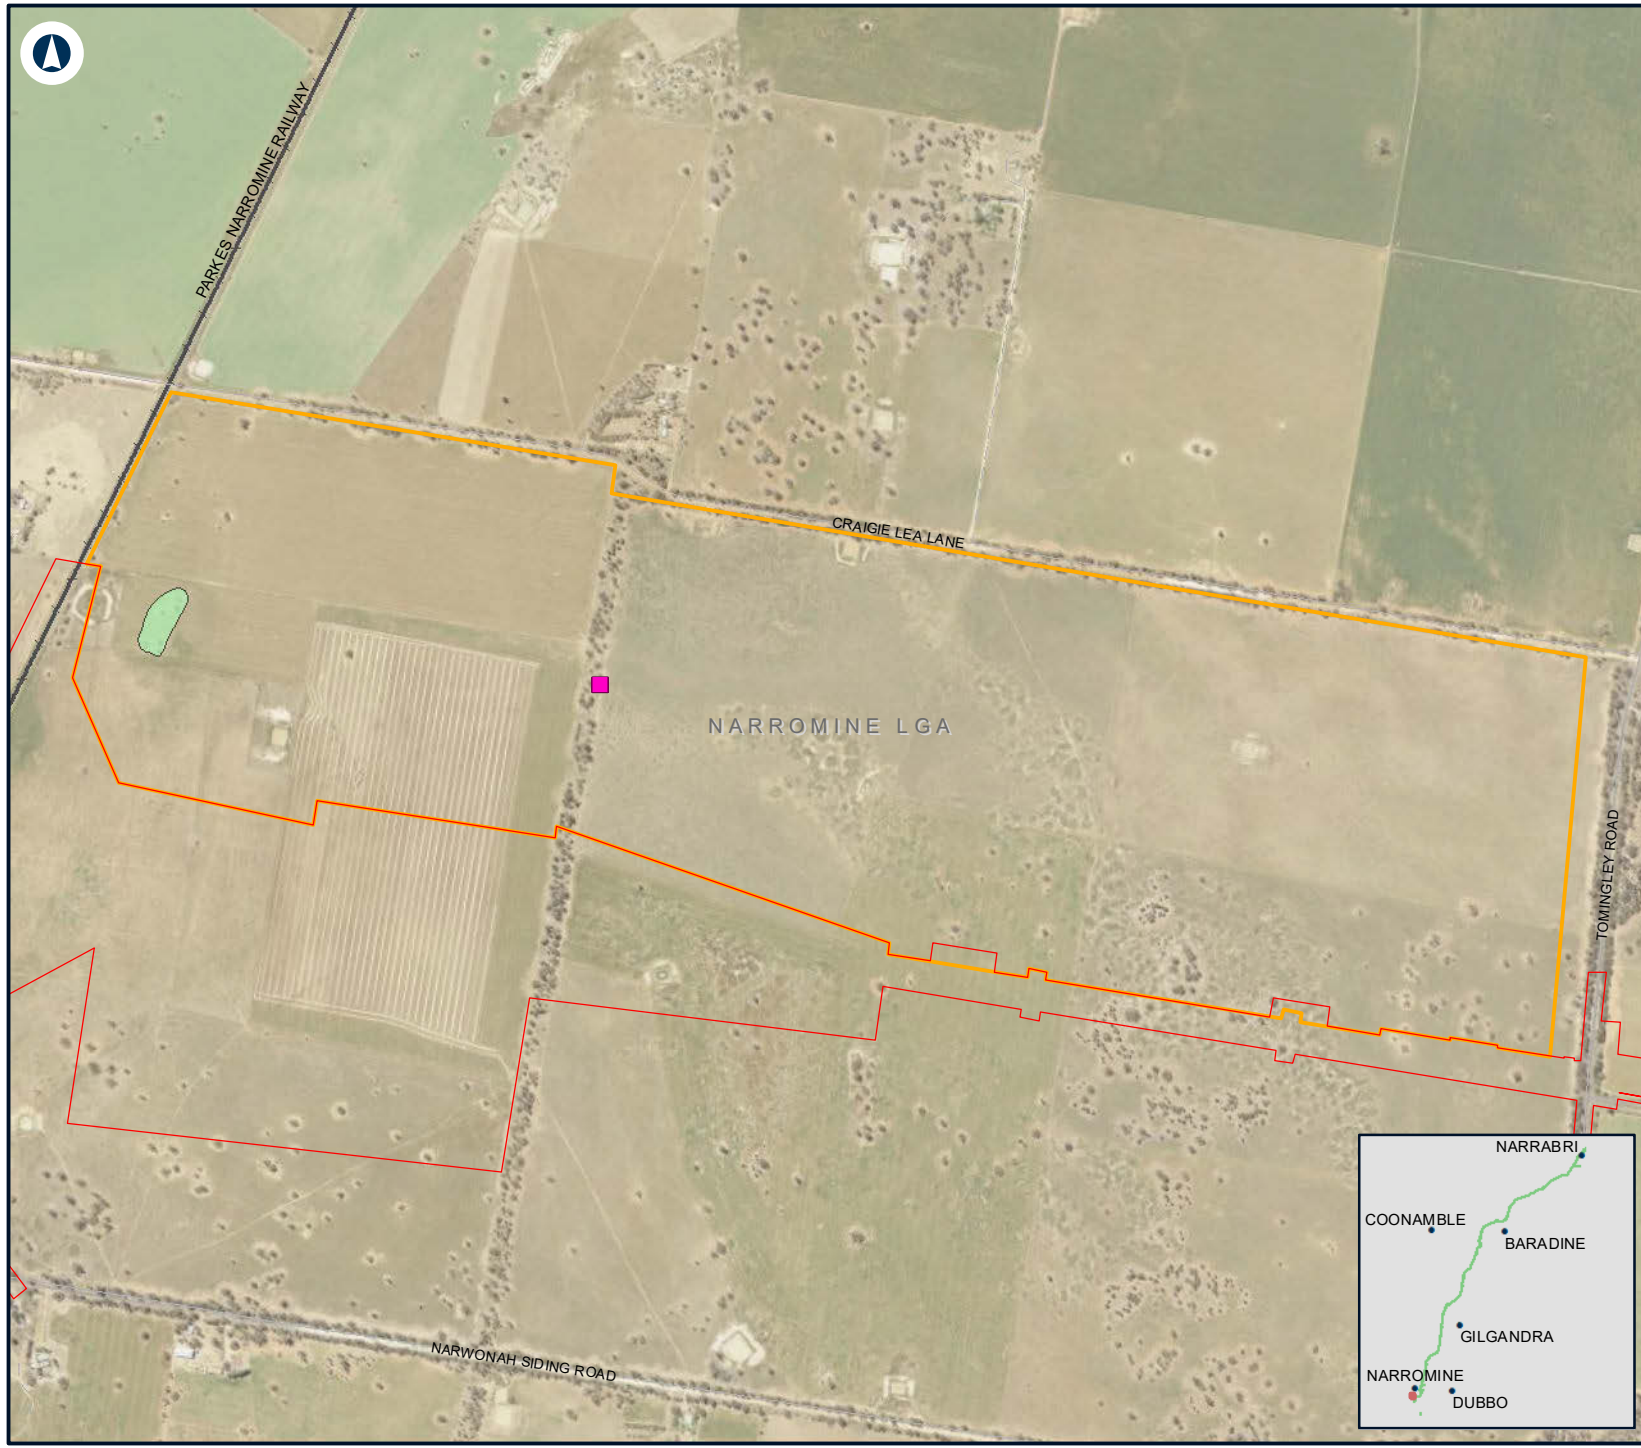 PARKES NARROMINE RAILWAY
CRAIGIE LEA LANE
NARROMINE LGA
TOMINGLEY ROAD
NARWONAH SIDING ROAD
NARRABRI
COONAMBLE
BARADINE
GILGANDRA
NARROMINE
DUBBO